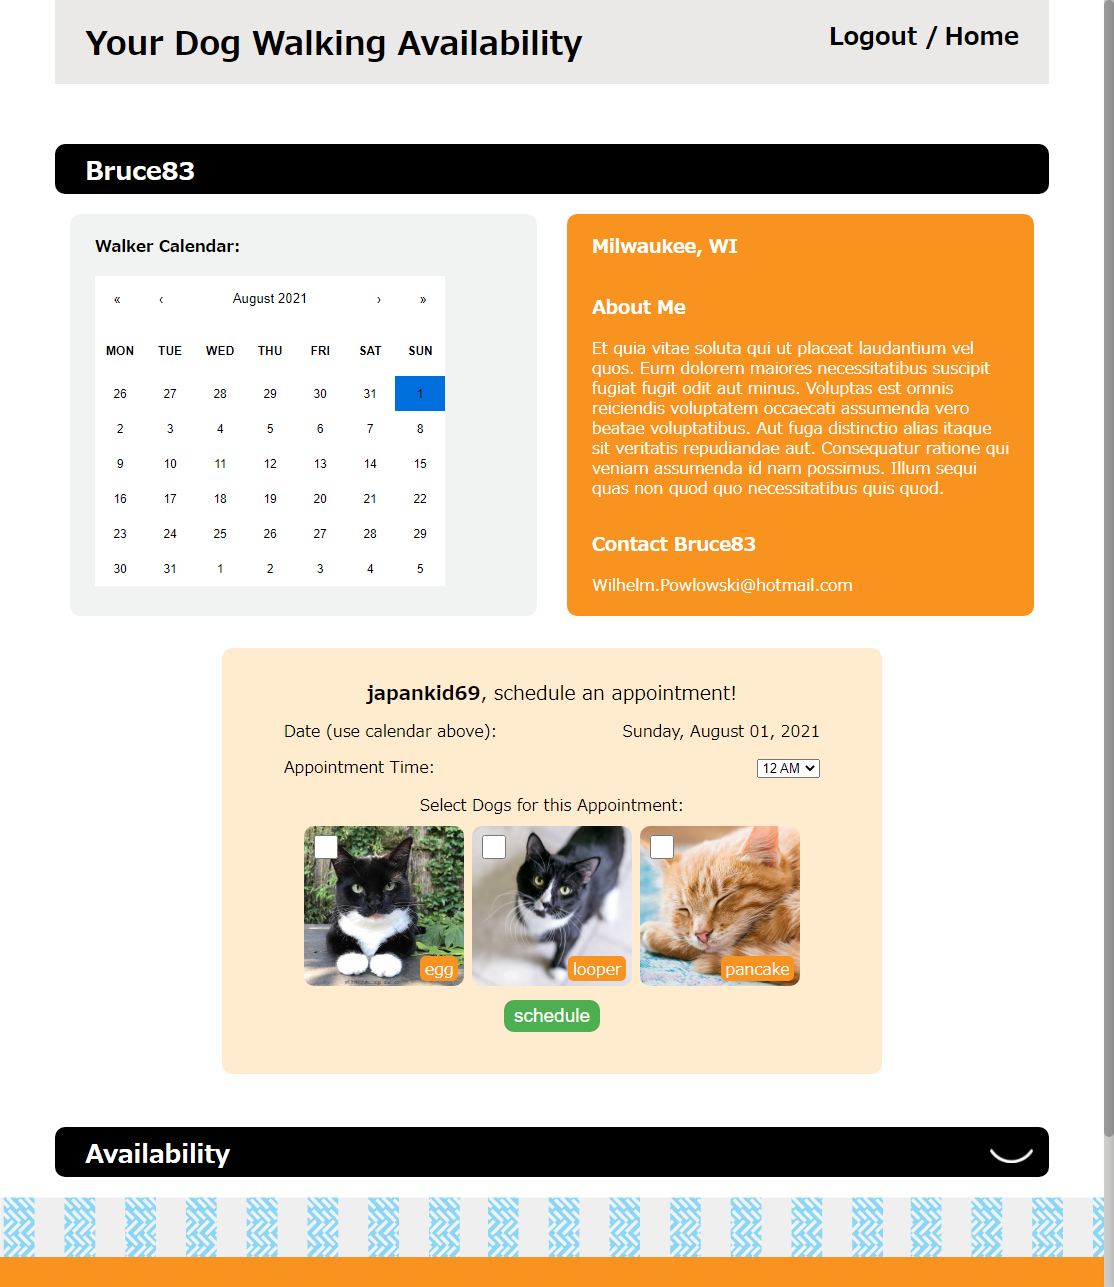 Your Dog Walking Availability
Logout / Home
Bruce83
Walker Calendar:
« ‹ August 2021 › »
MON TUE WED THU FRI SAT SUN
26 27 28 29 30 31 1
2 3 4 5 6 7 8
9 10 11 12 13 14 15
16 17 18 19 20 21 22
23 24 25 26 27 28 29
30 31 1 2 3 4 5
Milwaukee, WI
About Me
Et quia vitae soluta qui ut placeat laudantium vel
quos. Eum dolorem maiores necessitatibus suscipit
fugiat fugit odit aut minus. Voluptas est omnis
reiciendis voluptatem occaecati assumenda vero
beatae voluptatibus. Aut fuga distinctio alias itaque
sit veritatis repudiandae aut. Consequatur ratione qui
veniam assumenda id nam possimus. Illum sequi
quas non quod quo necessitatibus quis quod.
Contact Bruce83
Wilhelm.Powlowski@hotmail.com
japankid69, schedule an appointment!
Date (use calendar above): Sunday, August 01, 2021
Appointment Time: 12 AM
Select Dogs for this Appointment:
egg looper pancake
schedule
Availability